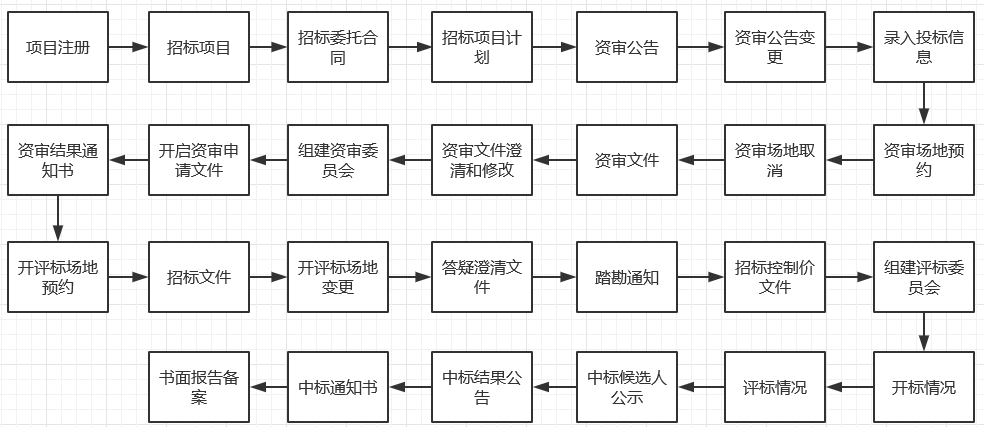 项目注册
招标项目
招标委托合
同
招标项目计
划
资审公告
资审公告变
更
录入投标信
息
资审结果通
知书
开启资审申
请文件
组建资审委
员会
资审文件澄
清和修改
资审文件
资审场地取
消
资审场地预
约
开评标场地
预约
招标文件
开评标场地
变更
答疑澄清文
件
踏勘通知
招标控制价
文件
组建评标委
员会
书面报告备
案
中标通知书
中标结果公
告
中标候选人
公示
评标情况
开标情况